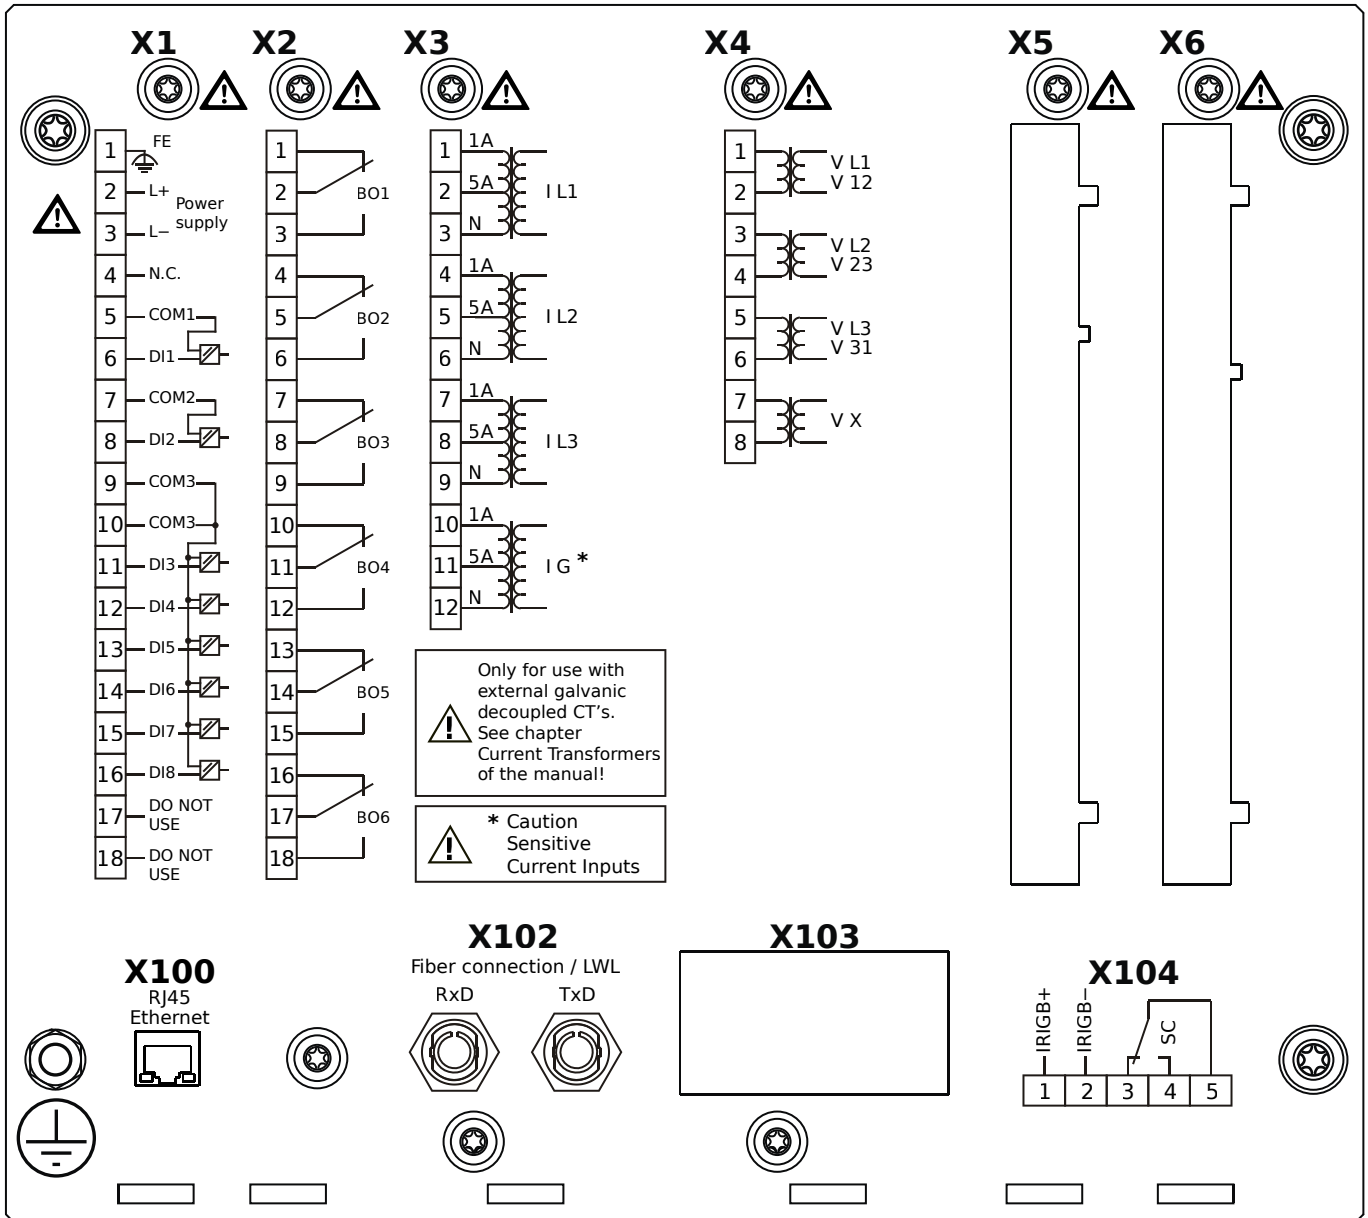 X1
X2
X3
X4
X5
X6
1
FE
2
L+
Power
supply
3
L−
4
N.C.
5
COM1
6
DI1
7
COM2
8
DI2
9
COM3
10
COM3
11
DI3
12
DI4
13
DI5
14
DI6
15
DI7
16
DI8
17
DO NOT
USE
18
DO NOT
USE
1
2
BO1
3
4
5
BO2
6
7
8
BO3
9
10
11
BO4
12
13
14
BO5
15
16
17
BO6
18
1
1A
2
5A
I L1
3
N
4
1A
5
5A
I L2
6
N
7
1A
8
5A
I L3
9
N
10
1A
11
5A
I G *
12
N
Only for use with
external galvanic
decoupled CT's.
See chapter
Current Transformers
of the manual!
* Caution
Sensitive
Current Inputs
1
V L1
2
V 12
3
V L2
4
V 23
5
V L3
6
V 31
7
V X
8
X100
RJ45
Ethernet
X102
Fiber connection / LWL
RxD
TxD
X103
X104
IRIGB+
IRIGB−
SC
1
2
3
4
5